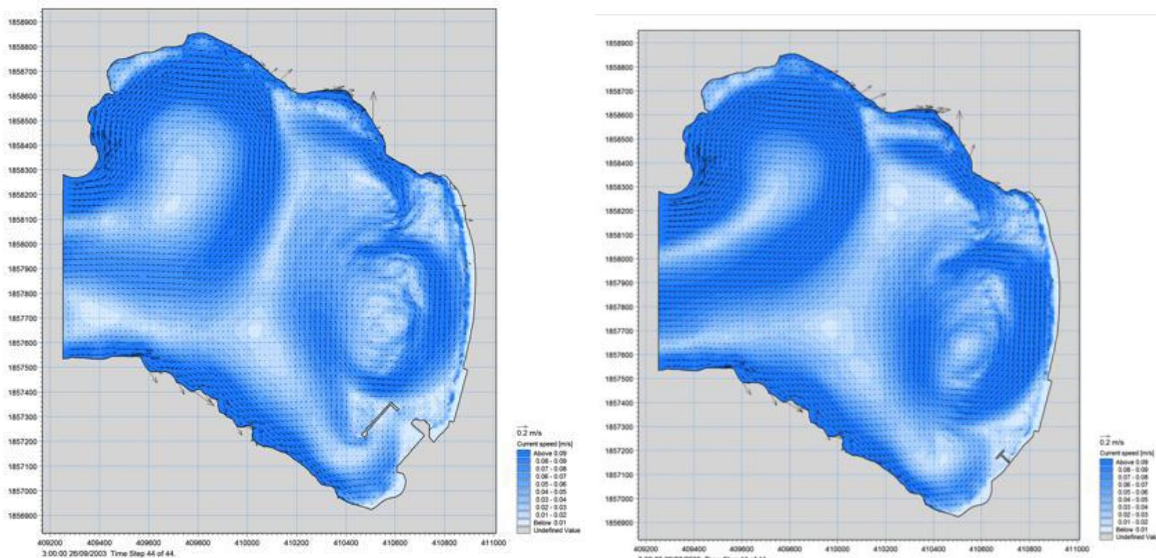 1858900
1858800
1858700
1858600
1858500
1858400
1858300
1858200
1858100
1858000
1857900
1857800
1857700
1857600
1857500
1857400
1857300
1857200
1857100
1857000
1856900
409200 409400 409600 409800 410000 410200 410400 410600 410800 411000
3:00:00 26/09/2003 Time Step 44 of 44.
0.2 m/s
Current speed [m/s]
Above 0.09
0.08 - 0.09
0.07 - 0.08
0.06 - 0.07
0.05 - 0.06
0.04 - 0.05
0.03 - 0.04
0.02 - 0.03
0.01 - 0.02
Below 0.01
Undefined Value
1858900
1858800
1858700
1858600
1858500
1858400
1858300
1858200
1858100
1858000
1857900
1857800
1857700
1857600
1857500
1857400
1857300
1857200
1857100
1857000
1856900
409200 409400 409600 409800 410000 410200 410400 410600 410800 411000
0.2 m/s
Current speed [m/s]
Above 0.09
0.08 - 0.09
0.07 - 0.08
0.06 - 0.07
0.05 - 0.06
0.04 - 0.05
0.03 - 0.04
0.02 - 0.03
0.01 - 0.02
Below 0.01
Undefined Val